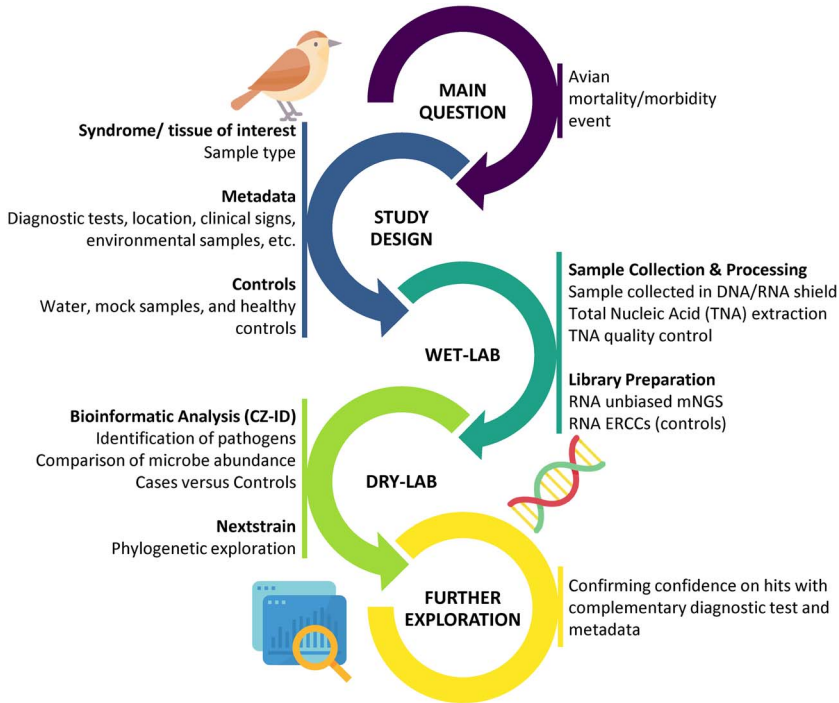 MAIN
QUESTION
Avian
mortality/morbidity
event
Syndrome/ tissue of interest
Sample type
Metadata
Diagnostic tests, location, clinical signs,
environmental samples, etc.
Controls
Water, mock samples, and healthy
controls
STUDY
DESIGN
WET-LAB
Sample Collection & Processing
Sample collected in DNA/RNA shield
Total Nucleic Acid (TNA) extraction
TNA quality control
Library Preparation
RNA unbiased mNGS
RNA ERCCs (controls)
Bioinformatic Analysis (CZ-ID)
Identification of pathogens
Comparison of microbe abundance
Cases versus Controls
Nextstrain
Phylogenetic exploration
DRY-LAB
FURTHER
EXPLORATION
Confirming confidence on hits with
complementary diagnostic test and
metadata